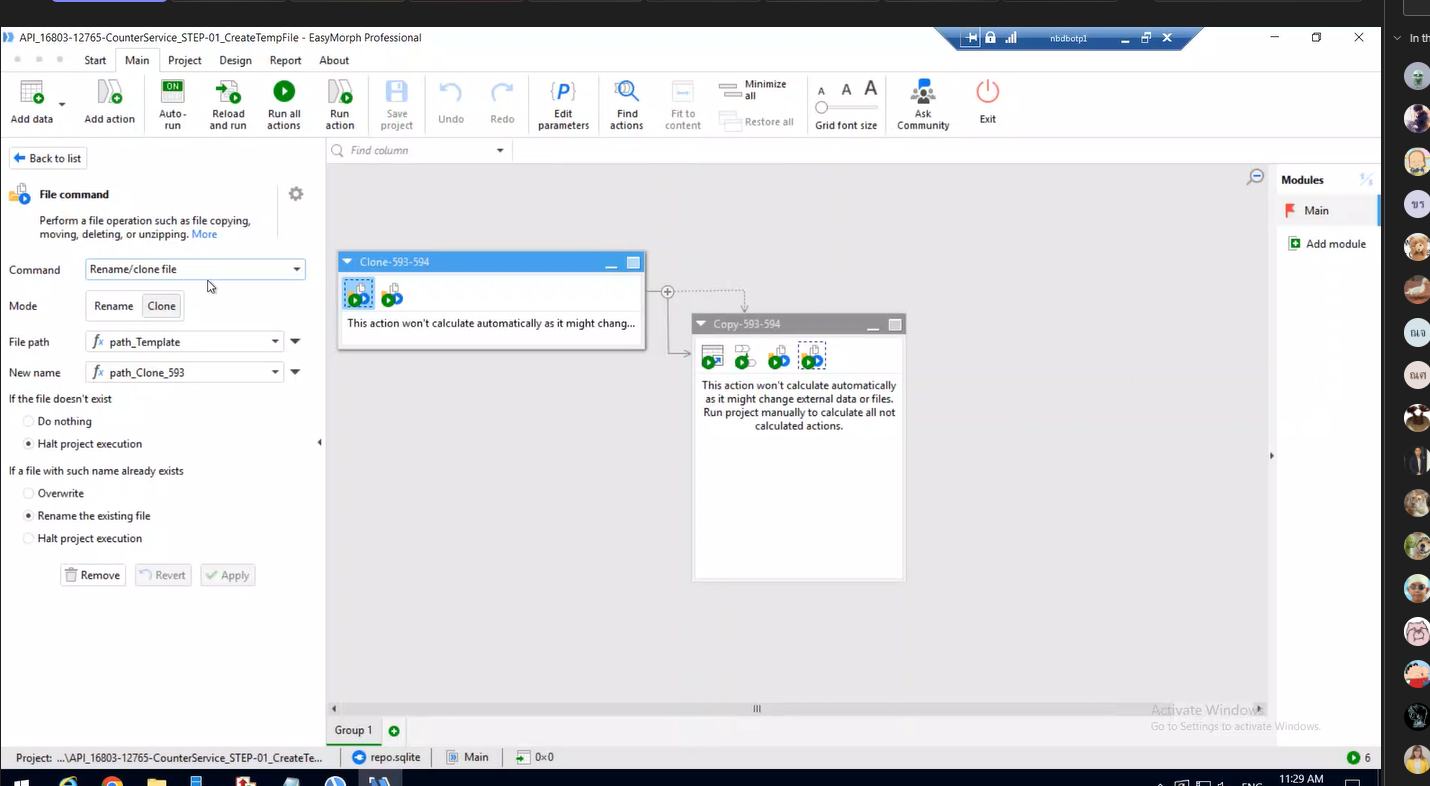 API_16803-12765-CounterService_STEP-01_CreateTempFile - EasyMorph Professional
nbdbotp1
In th
Start
Main
Project
Design
Report
About
Add data
Add action
ON
Auto-run
Reload and run
Run all actions
Run action
Save project
Undo
Redo
Edit parameters
Find actions
Fit to content
Minimize all
Restore all
A A A
Grid font size
Ask Community
Exit
Back to list
Find column
File command
Perform a file operation such as file copying,
moving, deleting, or unzipping. More
Command
Rename/clone file
Mode
Rename
Clone
File path
fx path_Template
New name
fx path_Clone_593
If the file doesn't exist
Do nothing
Halt project execution
If a file with such name already exists
Overwrite
Rename the existing file
Halt project execution
Remove
Revert
Apply
Clone-593-594
This action won't calculate automatically as it might chang...
Copy-593-594
This action won't calculate automatically
as it might change external data or files.
Run project manually to calculate all not
calculated actions.
Modules
Main
Add module
ขร
ณจ
ณศ
Activate Windows
Go to Settings to activate Windows.
Group 1
Project: ...\API_16803-12765-CounterService_STEP-01_CreateTe...
repo.sqlite
Main
0×0
6
ENG
11:29 AM